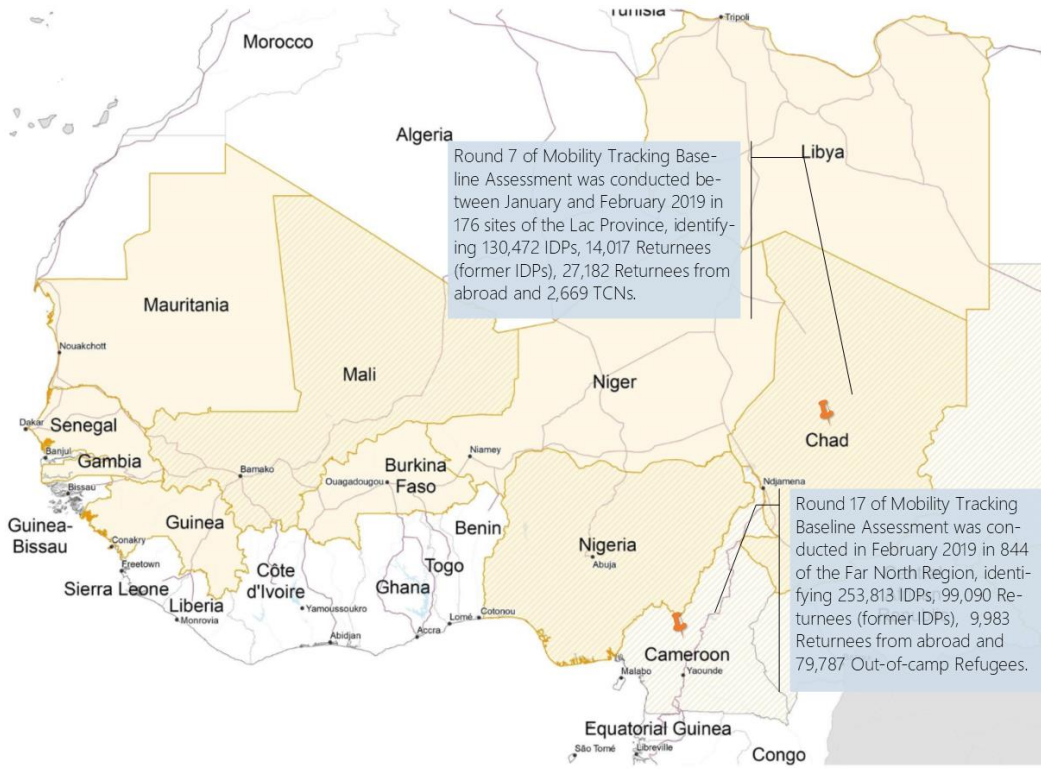 Tunisia
Tripoli
Morocco
Algeria
Libya
Round 7 of Mobility Tracking Base-
line Assessment was conducted be-
tween January and February 2019 in
176 sites of the Lac Province, identify-
ing 130,472 IDPs, 14,017 Returnees
(former IDPs), 27,182 Returnees from
abroad and 2,669 TCNs.
Mauritania
Nouakchott
Mali
Niger
Chad
Dakar
Senegal
Banjul
Gambia
Bissau
Guinea-
Bissau
Bamako
Burkina
Faso
Ouagadougou
Niamey
Ndjamena
Guinea
Conakry
Freetown
Sierra Leone
Liberia
Monrovia
Côte
d'Ivoire
Yamoussoukro
Abidjan
Ghana
Accra
Togo
Lomé
Benin
Cotonou
Nigeria
Abuja
Round 17 of Mobility Tracking
Baseline Assessment was con-
ducted in February 2019 in 844
of the Far North Region, identi-
fying 253,813 IDPs, 99,090 Re-
turnees (former IDPs), 9,983
Returnees from abroad and
79,787 Out-of-camp Refugees.
Cameroon
Malabo
Yaounde
Equatorial Guinea
São Tomé
Libreville
Congo